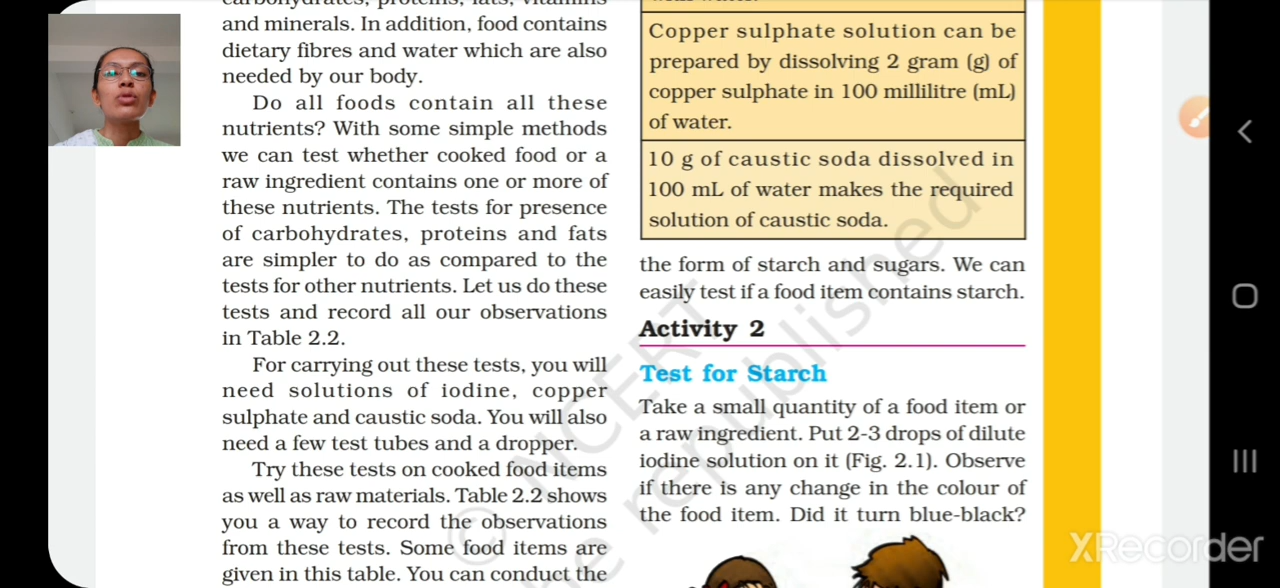 carbohydrates, proteins, fats, vitamins
and minerals. In addition, food contains
dietary fibres and water which are also
needed by our body.
Do all foods contain all these
nutrients? With some simple methods
we can test whether cooked food or a
raw ingredient contains one or more of
these nutrients. The tests for presence
of carbohydrates, proteins and fats
are simpler to do as compared to the
tests for other nutrients. Let us do these
tests and record all our observations
in Table 2.2.
For carrying out these tests, you will
need solutions of iodine, copper
sulphate and caustic soda. You will also
need a few test tubes and a dropper.
Try these tests on cooked food items
as well as raw materials. Table 2.2 shows
you a way to record the observations
from these tests. Some food items are
given in this table. You can conduct the
Copper sulphate solution can be
prepared by dissolving 2 gram (g) of
copper sulphate in 100 millilitre (mL)
of water.
10 g of caustic soda dissolved in
100 mL of water makes the required
solution of caustic soda.
the form of starch and sugars. We can
easily test if a food item contains starch.
Activity 2
Test for Starch
Take a small quantity of a food item or
a raw ingredient. Put 2-3 drops of dilute
iodine solution on it (Fig. 2.1). Observe
if there is any change in the colour of
the food item. Did it turn blue-black?
© NCERT
be republished
XRecorder